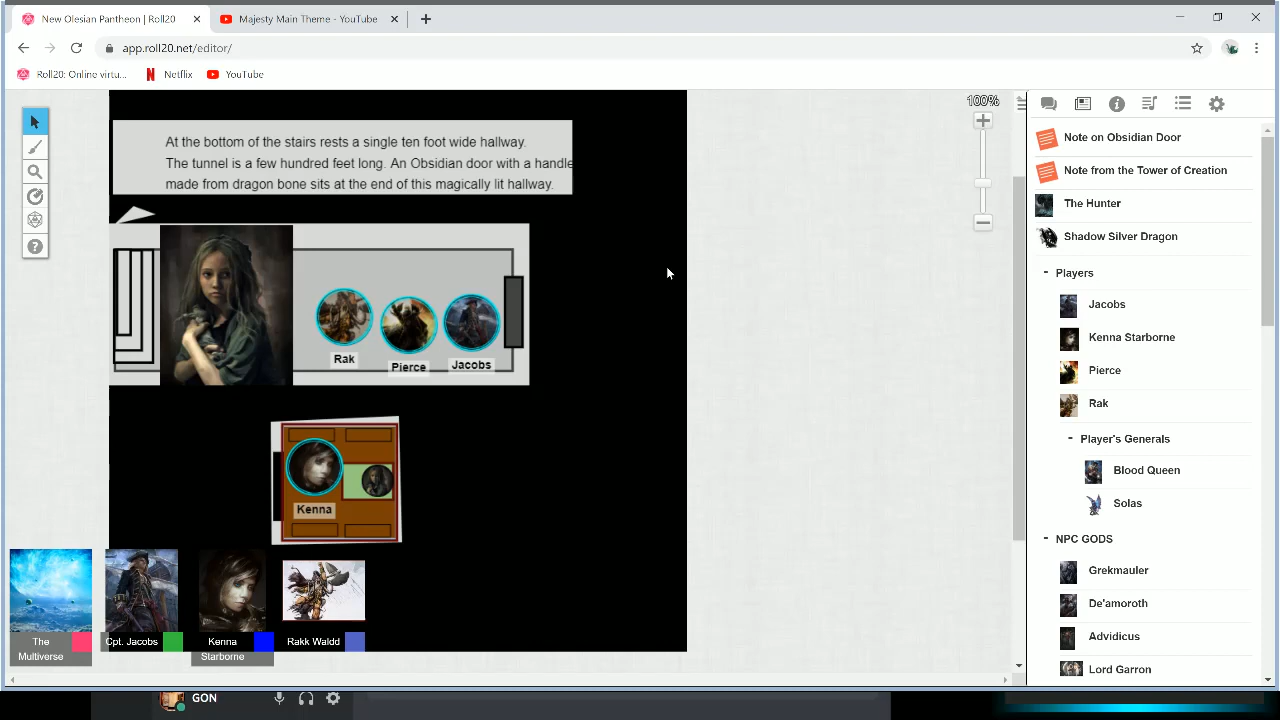 New Olesian Pantheon | Roll20
Majesty Main Theme - YouTube
app.roll20.net/editor/
Roll20: Online virtu...
Netflix
YouTube
100%
At the bottom of the stairs rests a single ten foot wide hallway.
The tunnel is a few hundred feet long. An Obsidian door with a handle
made from dragon bone sits at the end of this magically lit hallway.
Rak
Pierce
Jacobs
Kenna
The
Multiverse
Cpt. Jacobs
Kenna
Starborne
Rakk Waldd
Note on Obsidian Door
Note from the Tower of Creation
The Hunter
Shadow Silver Dragon
- Players
Jacobs
Kenna Starborne
Pierce
Rak
- Player's Generals
Blood Queen
Solas
- NPC GODS
Grekmauler
De'amoroth
Advidicus
Lord Garron
GON